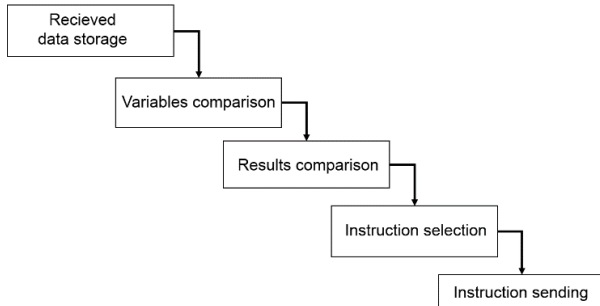 Recieved
data storage
Variables comparison
Results comparison
Instruction selection
Instruction sending